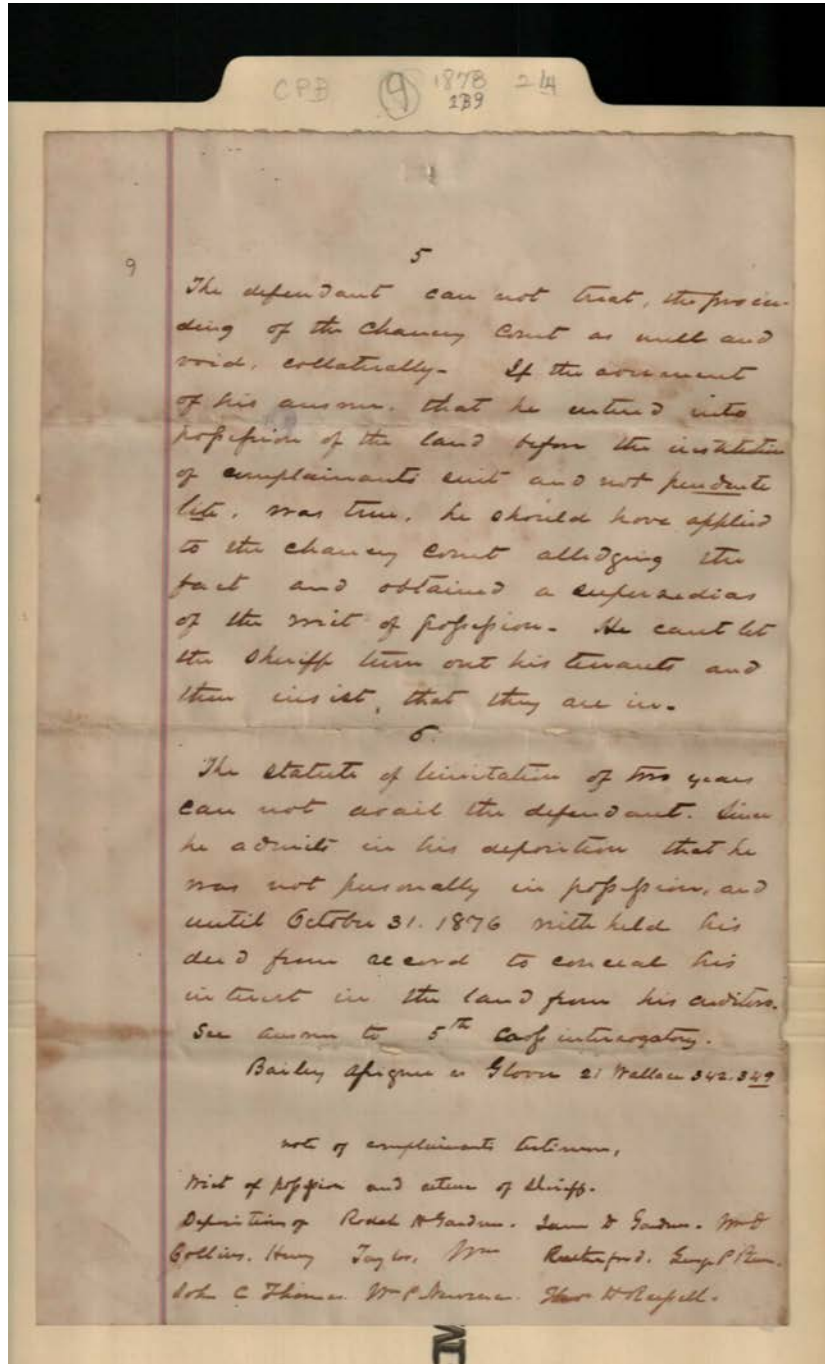 CPB 9 1878 214
239
5
9
The defendant can not treat, the procee-
ding of the Chancery Court as null and
void, collaterally. If the averment
of his answer, that he entered into
possession of the land before the institution
of complainants suit and not pendente
lite, was true, he should have applied
to the chancery court alledging the
fact and obtained a supersedias
of the writ of possession. He cant let
the Sheriff turn out his tenants and
then insist, that they are in.
6
The statute of limitation of two years
can not avail the defendant. Since
he admits in his deposition that he
was not personally in possession, and
until October 31. 1876 withheld his
deed from record to conceal his
interest in the land from his creditors.
See answer to 5th cross interrogatory.
Bailey Assignee vs Glover 21 Wallace 342.349
note of complainants testimony,
Writ of possession and return of Sheriff.
Depositions of H Gardner. D Gardner. Wm D
Collins. Henry Taylor, Wm Rutherford. George P
John C Thomas. Wm P Thos H Russell.